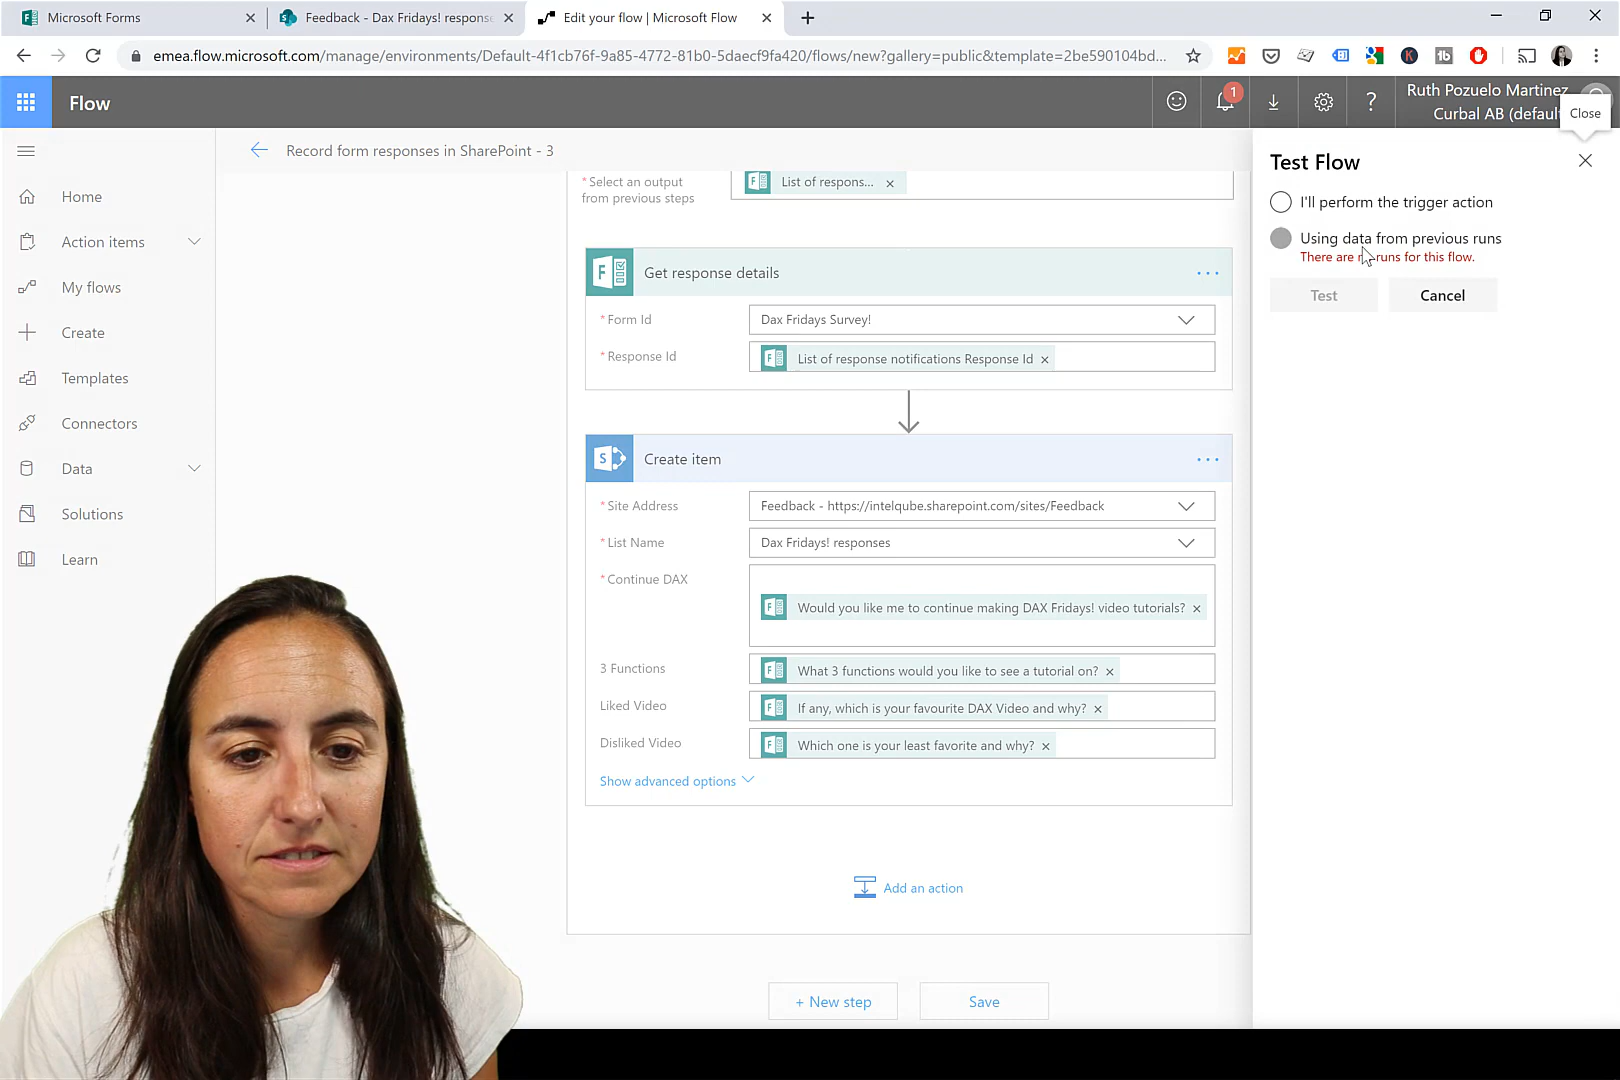 Microsoft Forms
Feedback - Dax Fridays! response
Edit your flow | Microsoft Flow
emea.flow.microsoft.com/manage/environments/Default-4f1cb76f-9a85-4772-81b0-5daecf9fa420/flows/new?gallery=public&template=2be590104bd...
Flow
1
?
Ruth Pozuelo Martinez
Curbal AB (defaul
Close
Record form responses in SharePoint - 3
Home
Action items
My flows
Create
Templates
Connectors
Data
Solutions
Learn
*Select an output
from previous steps
List of respons...
Get response details
*Form Id
Dax Fridays Survey!
*Response Id
List of response notifications Response Id
Create item
*Site Address
Feedback - https://intelqube.sharepoint.com/sites/Feedback
*List Name
Dax Fridays! responses
*Continue DAX
Would you like me to continue making DAX Fridays! video tutorials?
3 Functions
What 3 functions would you like to see a tutorial on?
Liked Video
If any, which is your favourite DAX Video and why?
Disliked Video
Which one is your least favorite and why?
Show advanced options
Add an action
+ New step
Save
Test Flow
I'll perform the trigger action
Using data from previous runs
There are n runs for this flow.
Test
Cancel